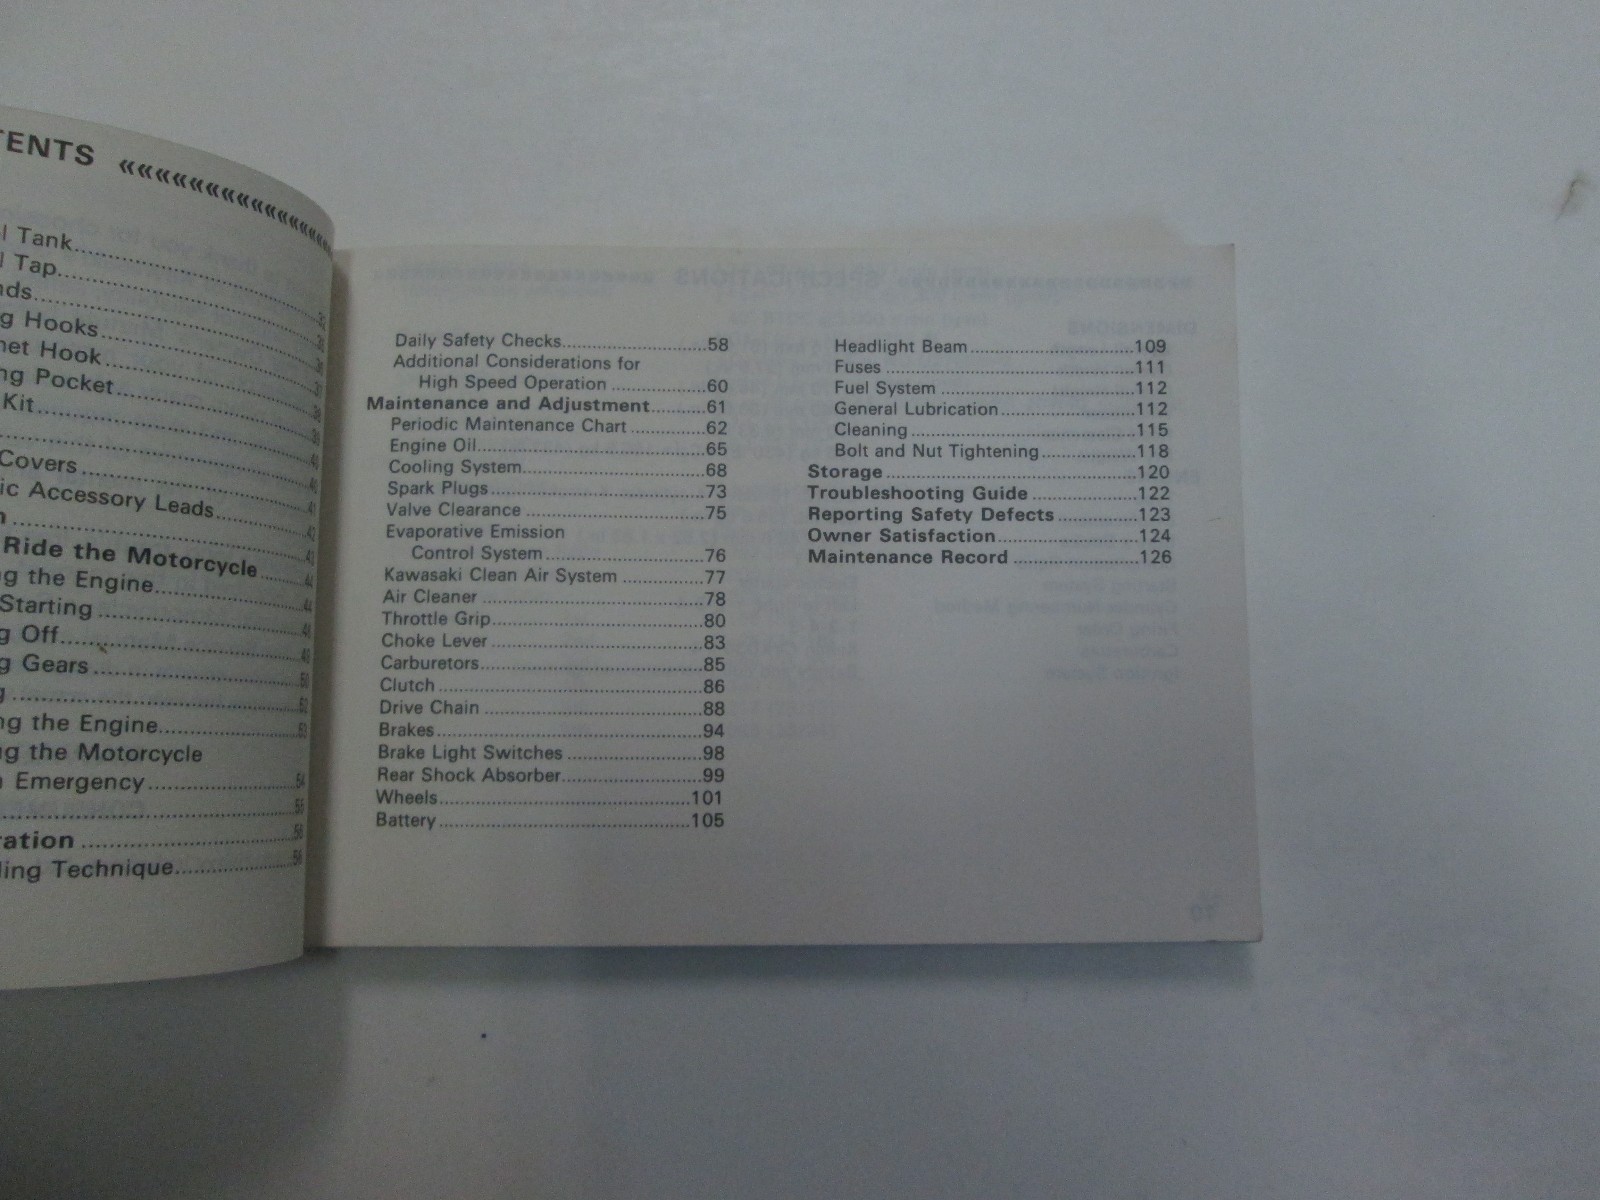 TENTS «««««««««««««
l Tank
l Tap
nds
g Hooks
net Hook
ng Pocket
Kit
Covers
ic Accessory Leads
n
Ride the Motorcycle
ng the Engine
Starting
g Off
g Gears
g
ng the Engine
ng the Motorcycle
n Emergency
ration
ling Technique
Daily Safety Checks..........58
Additional Considerations for
High Speed Operation..........60
Maintenance and Adjustment..........61
Periodic Maintenance Chart..........62
Engine Oil..........65
Cooling System..........68
Spark Plugs..........73
Valve Clearance..........75
Evaporative Emission
Control System..........76
Kawasaki Clean Air System..........77
Air Cleaner..........78
Throttle Grip..........80
Choke Lever..........83
Carburetors..........85
Clutch..........86
Drive Chain..........88
Brakes..........94
Brake Light Switches..........98
Rear Shock Absorber..........99
Wheels..........101
Battery..........105
Headlight Beam..........109
Fuses..........111
Fuel System..........112
General Lubrication..........112
Cleaning..........115
Bolt and Nut Tightening..........118
Storage..........120
Troubleshooting Guide..........122
Reporting Safety Defects..........123
Owner Satisfaction..........124
Maintenance Record..........126